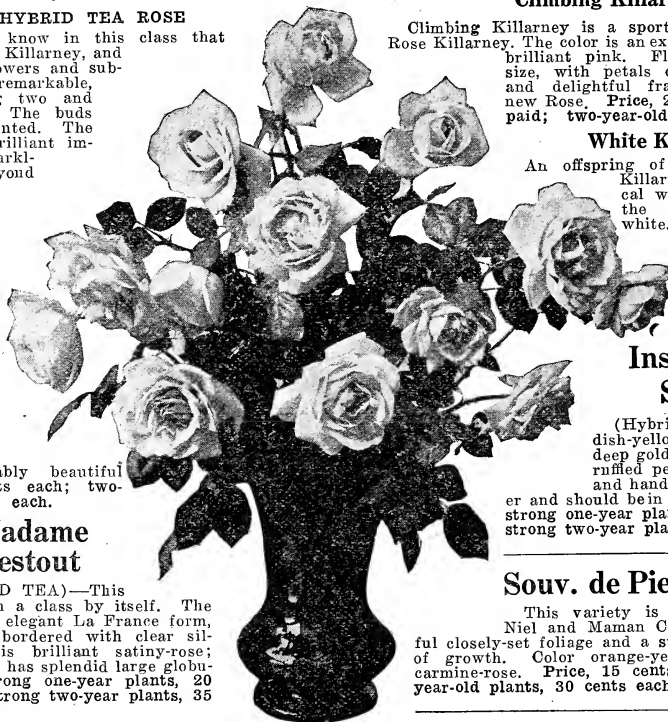 HYBRID TEA ROSE
know in this class that
Killarney, and
owers and sub-
remarkable,
two and
The buds
nted. The
rilliant im-
arkl-
yond
ably beautiful
ts each; two-
each.
adame
estout
D TEA)—This
n a class by itself. The
elegant La France form,
bordered with clear sil-
is brilliant satiny-rose;
has splendid large globu-
rong one-year plants, 20
trong two-year plants, 35
Climbing Killar
Climbing Killarney is a sport
Rose Killarney. The color is an ex
brilliant pink. Fl
size, with petals
and delightful fra
new Rose. Price, 2
paid; two-year-old
White K
An offspring of
Killar
cal w
the
white.
Ins
S
(Hybri
dish-yello
deep gold
ruffled pe
and hand
er and should be in
strong one-year plan
strong two-year pla
Souv. de Pie
This variety is
Niel and Maman C
ful closely-set foliage and a s
of growth. Color orange-ye
carmine-rose. Price, 15 cents
year-old plants, 30 cents each